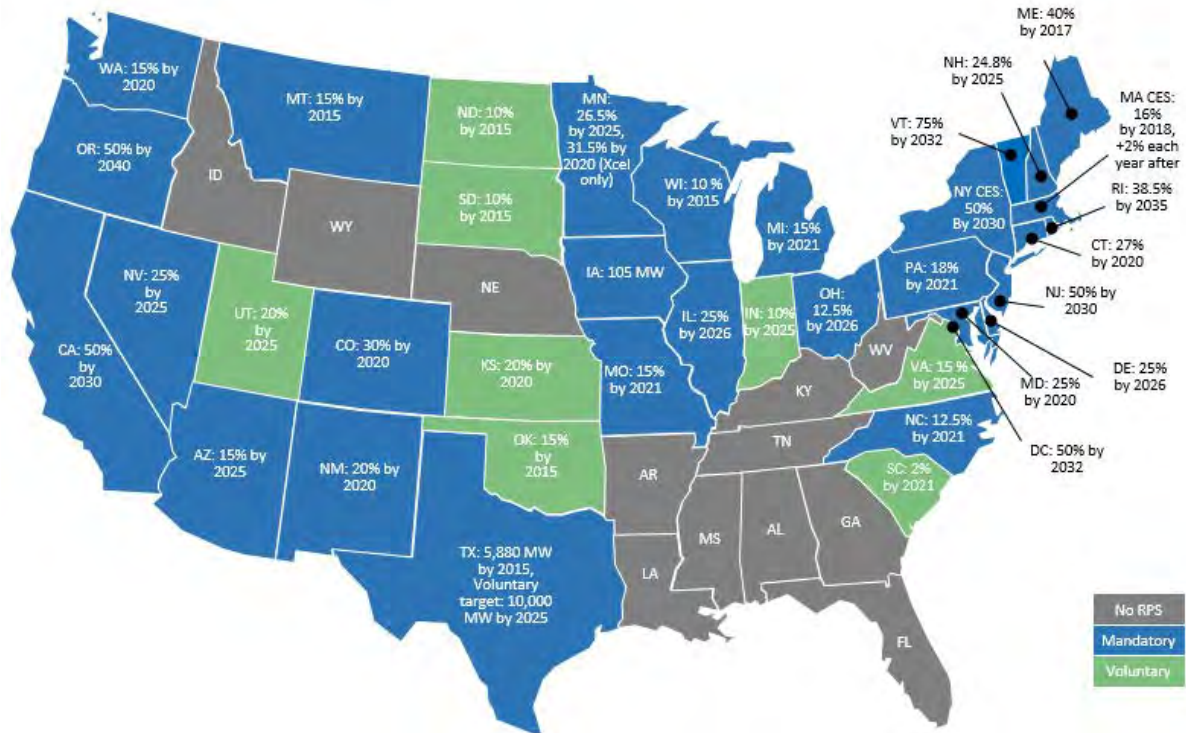 ME: 40%
by 2017
NH: 24.8%
by 2025
MA CES:
16%
by 2018,
+2% each
year after
VT: 75%
by 2032
RI: 38.5%
by 2035
CT: 27%
by 2020
NJ: 50% by
2030
DE: 25%
by 2026
MD: 25%
by 2020
DC: 50% by
2032
WA: 15% by
2020
MT: 15% by
2015
ND: 10%
by 2015
MN:
26.5%
by 2025,
31.5% by
2020 (Xcel
only)
OR: 50% by
2040
ID
WY
SD: 10%
by 2015
WI: 10 %
by 2015
MI: 15%
by 2021
NY CES:
50%
By 2030
NV: 25%
by
2025
UT: 20%
by
2025
NE
IA: 105 MW
IL: 25%
by 2026
IN: 10%
by 2025
OH:
12.5%
by 2026
PA: 18%
by 2021
CA: 50%
by
2030
CO: 30% by
2020
KS: 20% by
2020
MO: 15%
by 2021
KY
WV
VA: 15 %
by 2025
AZ: 15% by
2025
NM: 20% by
2020
OK: 15%
by
2015
AR
TN
NC: 12.5%
by 2021
SC: 2%
by 2021
TX: 5,880 MW
by 2015,
Voluntary
target: 10,000
MW by 2025
LA
MS
AL
GA
FL
No RPS
Mandatory
Voluntary